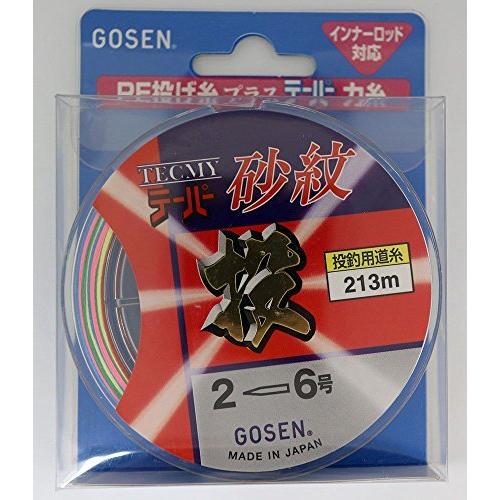 GOSEN®
インナーロッド
対応
PE投げ糸プラステーパー力糸
TECMY
テーパー
砂紋
投
投釣用道糸
213m
2 6号
GOSEN®
MADE IN JAPAN